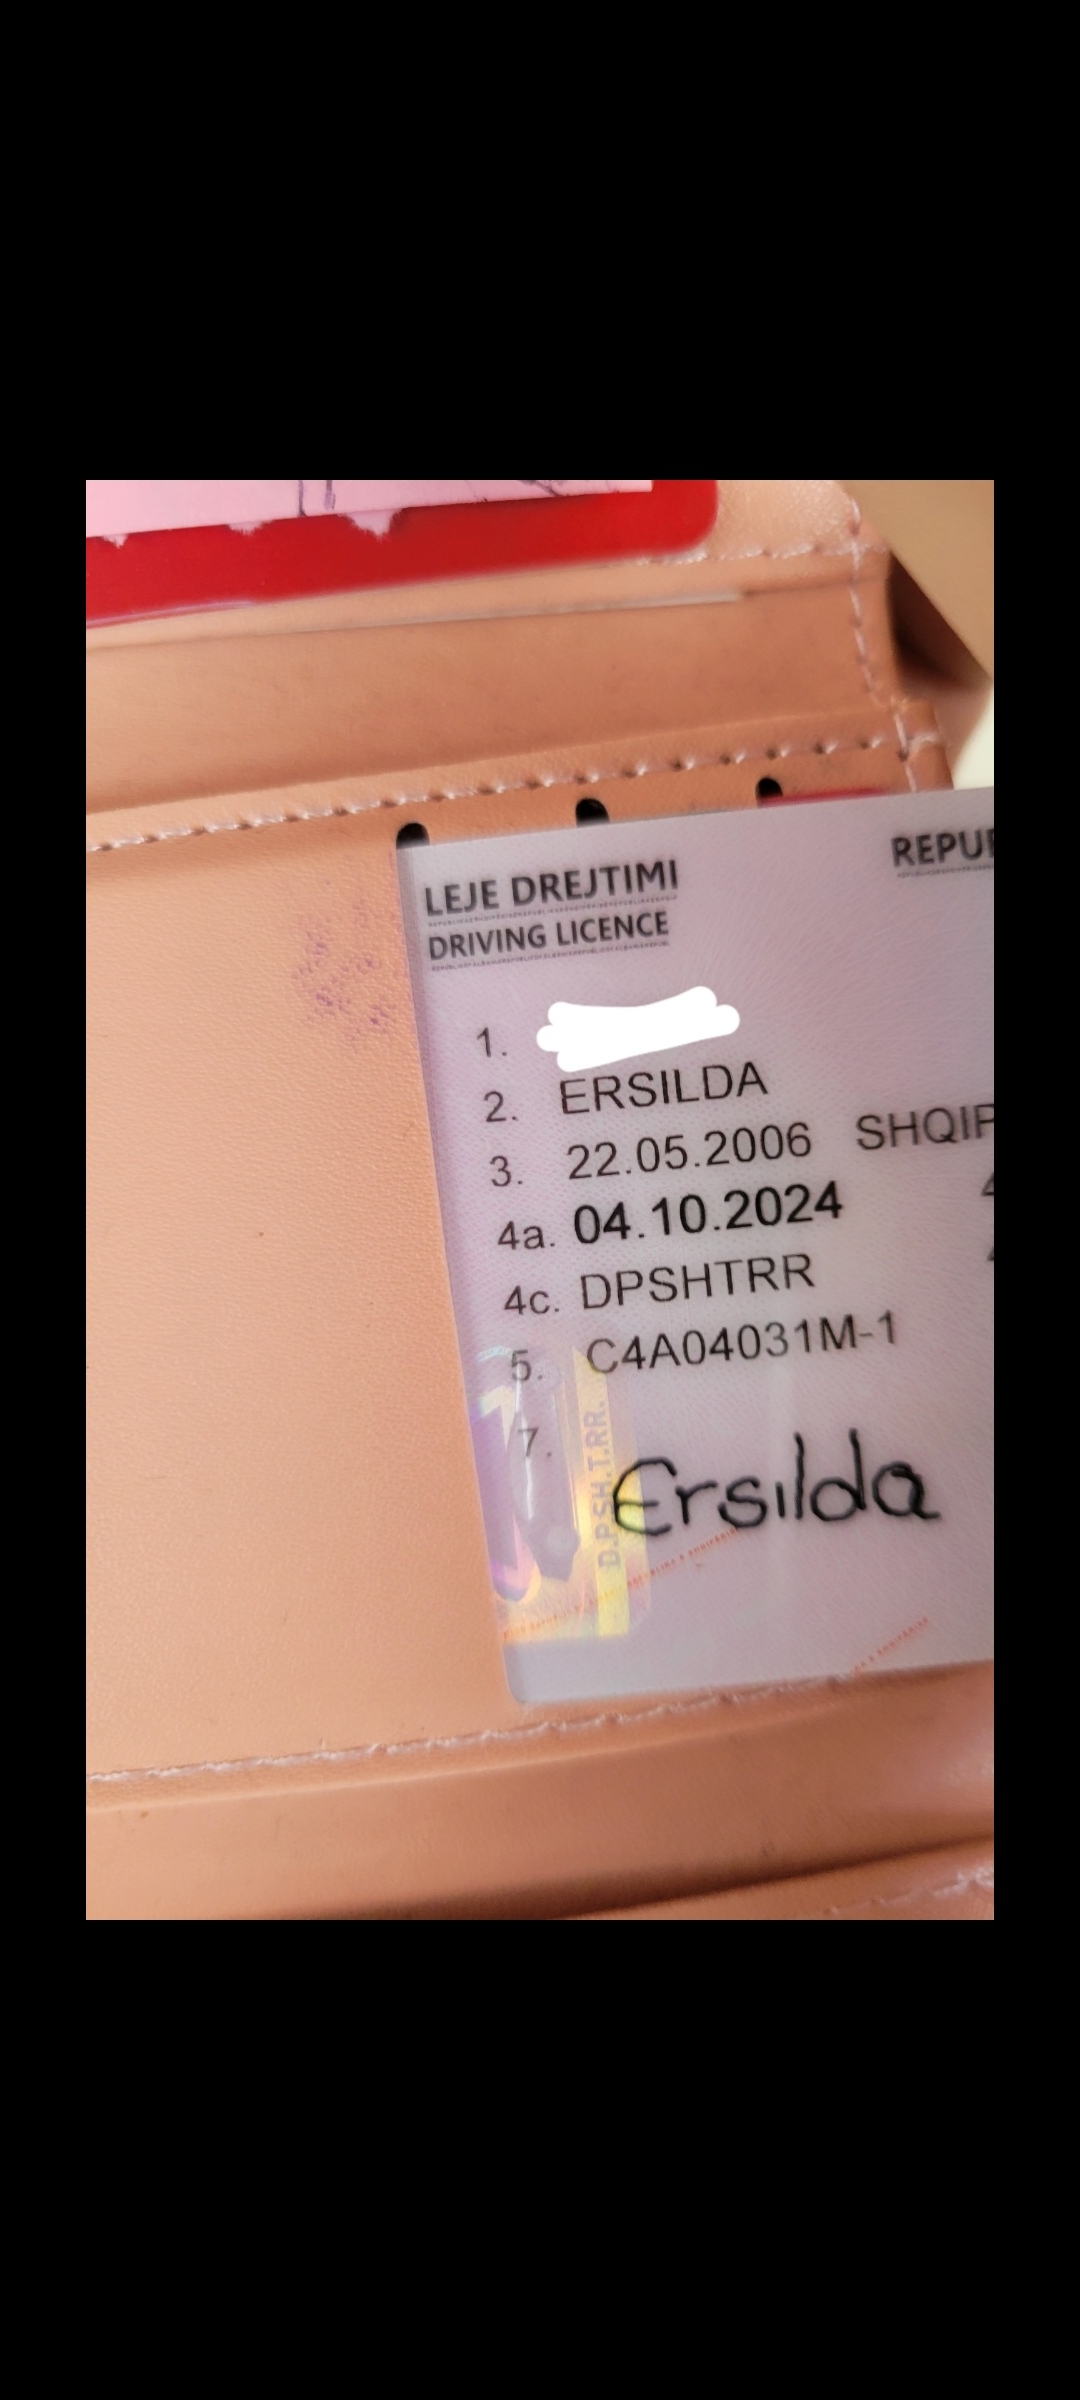 LEJE DREJTIMI
DRIVING LICENCE
REPU
1.
2. ERSILDA
3. 22.05.2006 SHQIP
4a. 04.10.2024
4c. DPSHTRR
5. C4A04031M-1
7. Ersilda
D.P.SH.T.RR.